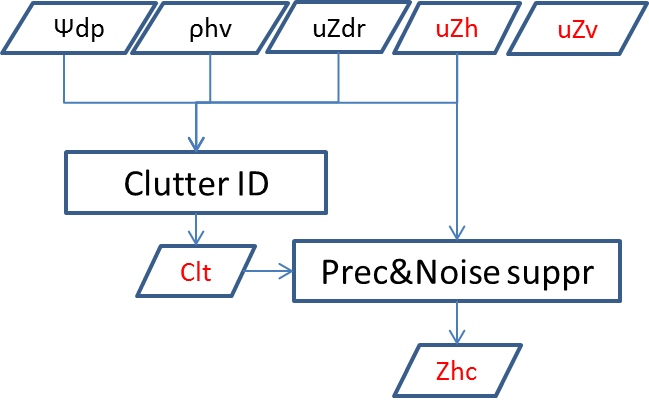 Ψdp
ρhv
uZdr
uZh
uZv
Clutter ID
Clt
Prec&Noise suppr
Zhc